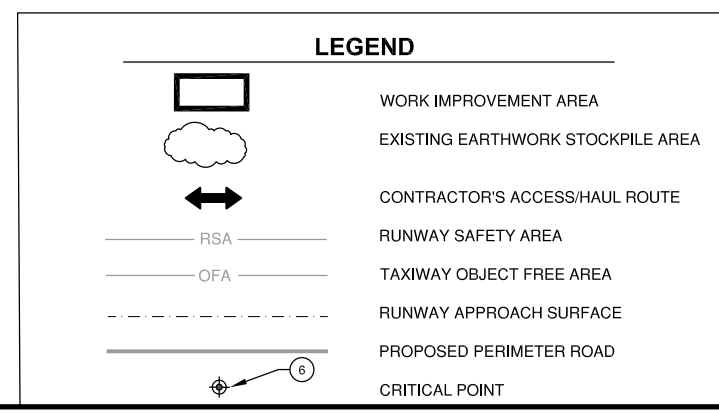 LEGEND
WORK IMPROVEMENT AREA
EXISTING EARTHWORK STOCKPILE AREA
CONTRACTOR'S ACCESS/HAUL ROUTE
RSA RUNWAY SAFETY AREA
OFA TAXIWAY OBJECT FREE AREA
RUNWAY APPROACH SURFACE
PROPOSED PERIMETER ROAD
6
CRITICAL POINT